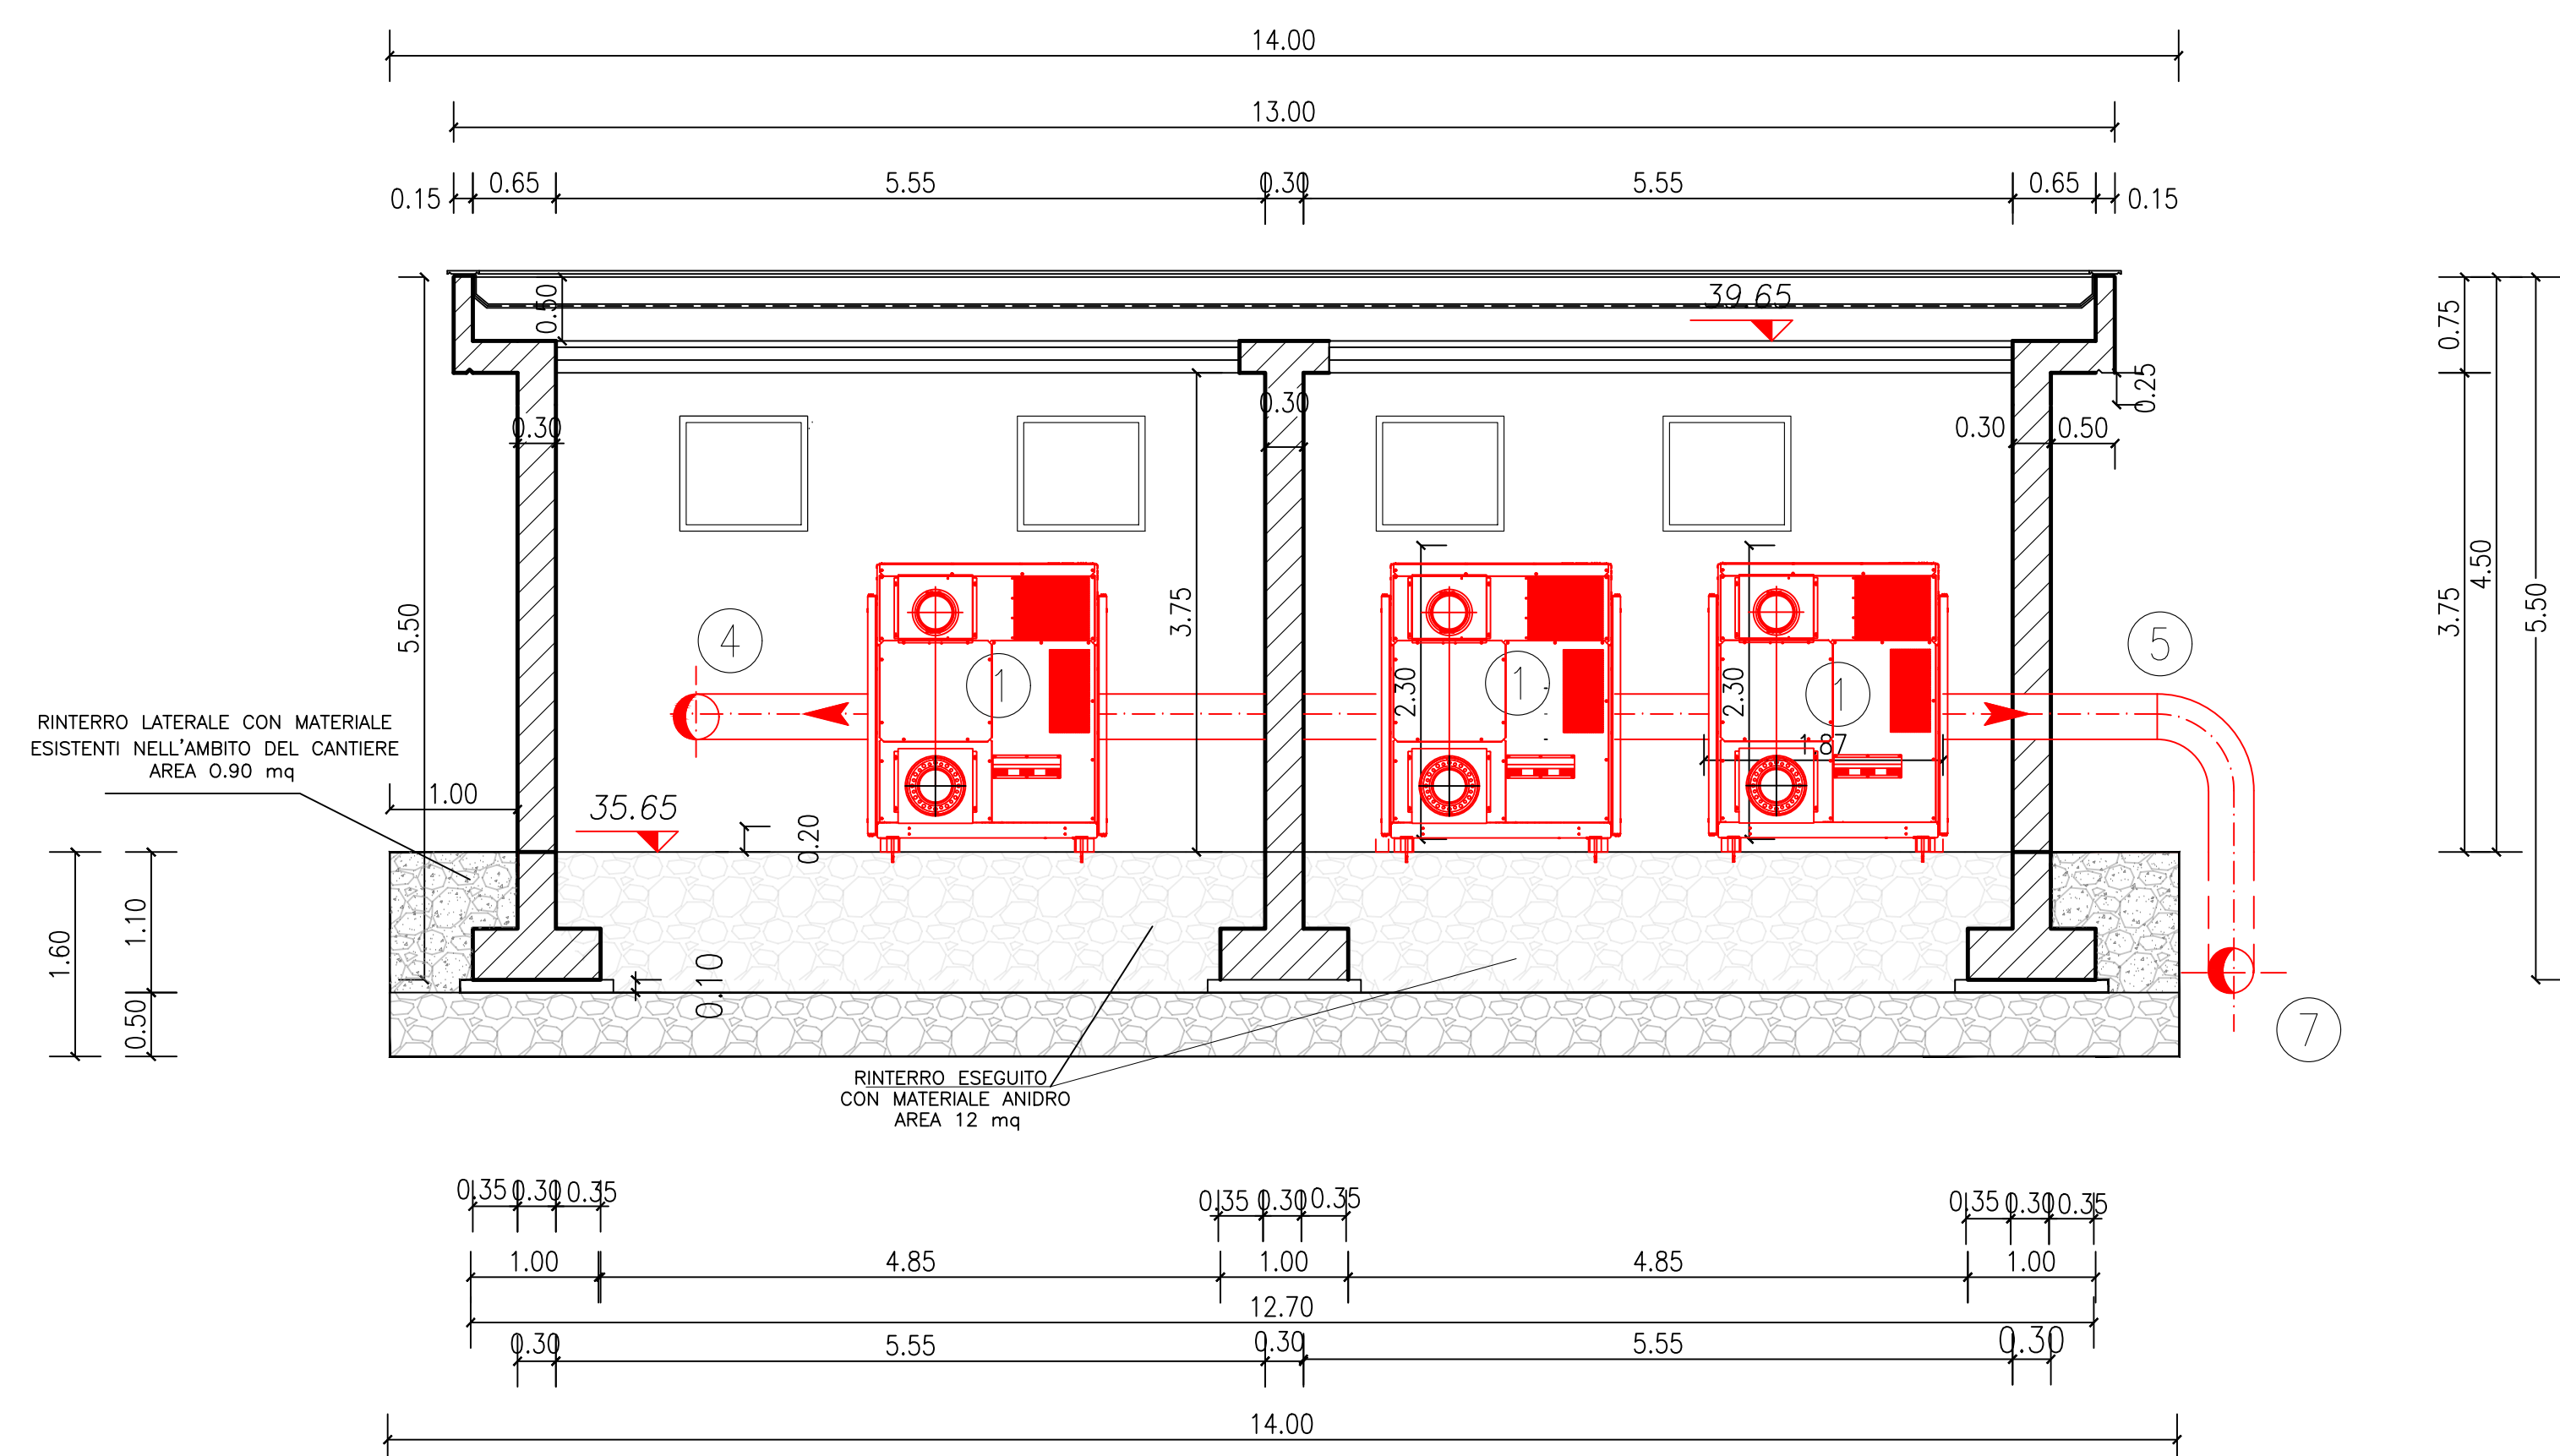 14.00
13.00
0.15 0.65 5.55 0.30 5.55 0.65 0.15
0.50
39.65
0.75
0.25
0.30
0.30
0.30 0.50
5.50
3.75
3.75
4.50
5.50
4
1
1
1
5
2.30
2.30
1.87
RINTERRO LATERALE CON MATERIALE
ESISTENTI NELL'AMBITO DEL CANTIERE
AREA 0.90 mq
1.00
35.65
0.20
1.60
1.10
0.50
0.10
7
RINTERRO ESEGUITO
CON MATERIALE ANIDRO
AREA 12 mq
0.35 0.30 0.35
0.35 0.30 0.35
0.35 0.30 0.35
1.00 4.85 1.00 4.85 1.00
12.70
0.30 5.55 0.30 5.55 0.30
14.00